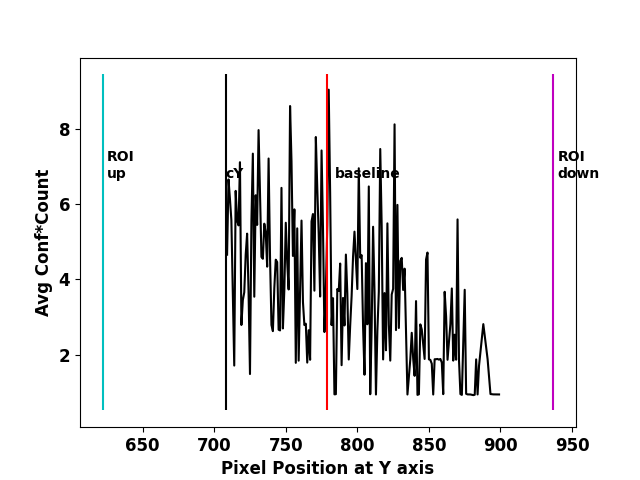 8
6
4
2
Avg Conf*Count
ROI
up
cY
baseline
ROI
down
650 700 750 800 850 900 950
Pixel Position at Y axis